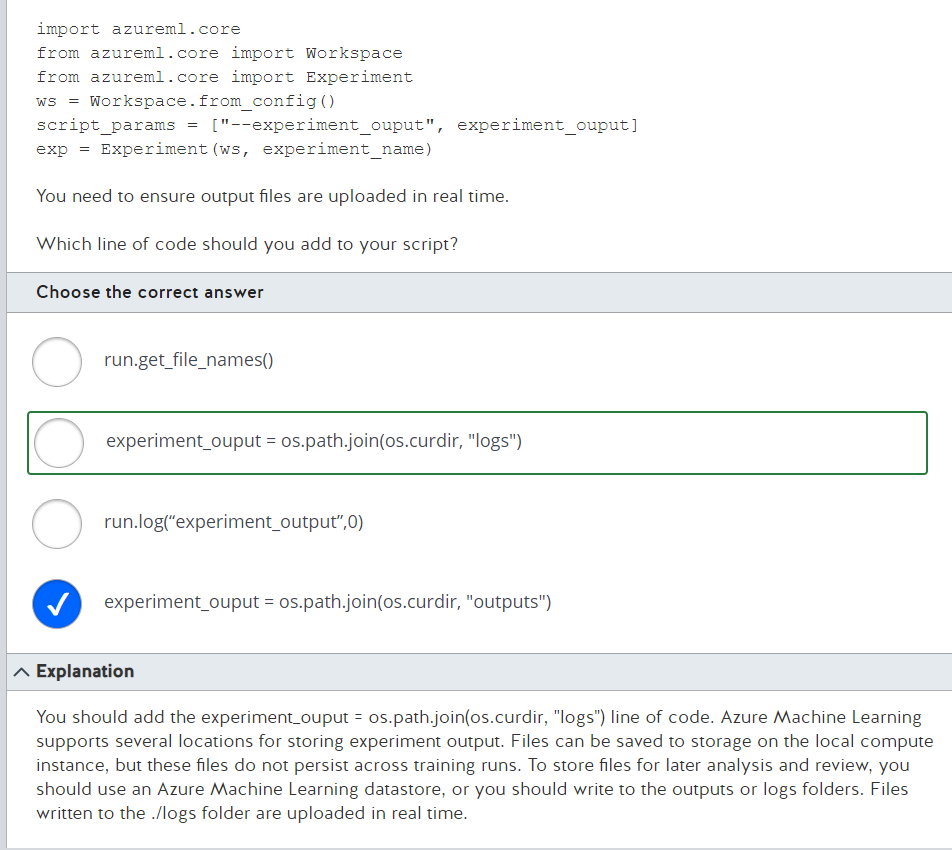 import azureml.core
from azureml.core import Workspace
from azureml.core import Experiment
ws = Workspace.from_config()
script_params = ["--experiment_ouput", experiment_ouput]
exp = Experiment(ws, experiment_name)
You need to ensure output files are uploaded in real time.
Which line of code should you add to your script?
Choose the correct answer
run.get_file_names()
experiment_ouput = os.path.join(os.curdir, "logs")
run.log(“experiment_output”,0)
experiment_ouput = os.path.join(os.curdir, "outputs")
Explanation
You should add the experiment_ouput = os.path.join(os.curdir, "logs") line of code. Azure Machine Learning
supports several locations for storing experiment output. Files can be saved to storage on the local compute
instance, but these files do not persist across training runs. To store files for later analysis and review, you
should use an Azure Machine Learning datastore, or you should write to the outputs or logs folders. Files
written to the ./logs folder are uploaded in real time.